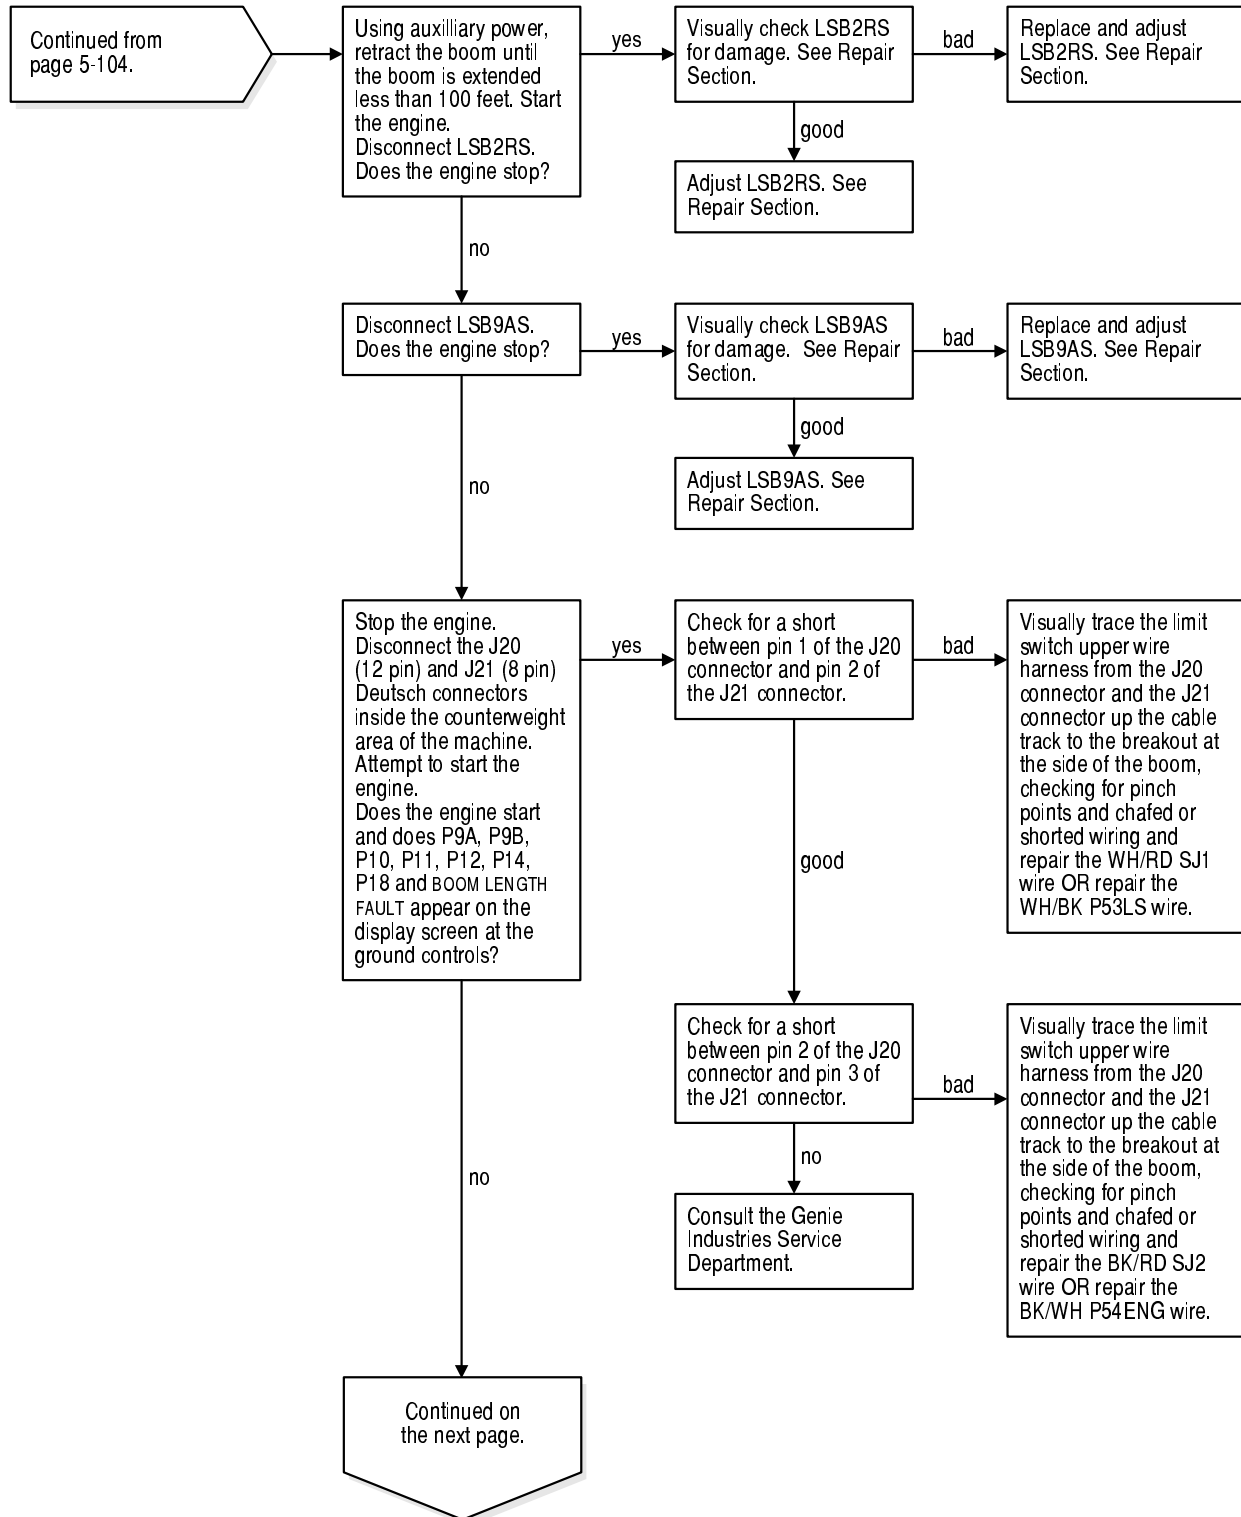 Continued from
page 5-104.
Using auxilliary power,
retract the boom until
the boom is extended
less than 100 feet. Start
the engine.
Disconnect LSB2RS.
Does the engine stop?
yes
Visually check LSB2RS
for damage. See Repair
Section.
bad
Replace and adjust
LSB2RS. See Repair
Section.
good
Adjust LSB2RS. See
Repair Section.
no
Disconnect LSB9AS.
Does the engine stop?
yes
Visually check LSB9AS
for damage. See Repair
Section.
bad
Replace and adjust
LSB9AS. See Repair
Section.
good
Adjust LSB9AS. See
Repair Section.
no
Stop the engine.
Disconnect the J20
(12 pin) and J21 (8 pin)
Deutsch connectors
inside the counterweight
area of the machine.
Attempt to start the
engine.
Does the engine start
and does P9A, P9B,
P10, P11, P12, P14,
P18 and BOOM LENGTH
FAULT appear on the
display screen at the
ground controls?
yes
Check for a short
between pin 1 of the J20
connector and pin 2 of
the J21 connector.
bad
Visually trace the limit
switch upper wire
harness from the J20
connector and the J21
connector up the cable
track to the breakout at
the side of the boom,
checking for pinch
points and chafed or
shorted wiring and
repair the WH/RD SJ1
wire OR repair the
WH/BK P53LS wire.
good
Check for a short
between pin 2 of the J20
connector and pin 3 of
the J21 connector.
bad
Visually trace the limit
switch upper wire
harness from the J20
connector and the J21
connector up the cable
track to the breakout at
the side of the boom,
checking for pinch
points and chafed or
shorted wiring and
repair the BK/RD SJ2
wire OR repair the
BK/WH P54ENG wire.
no
Consult the Genie
Industries Service
Department.
no
Continued on
the next page.